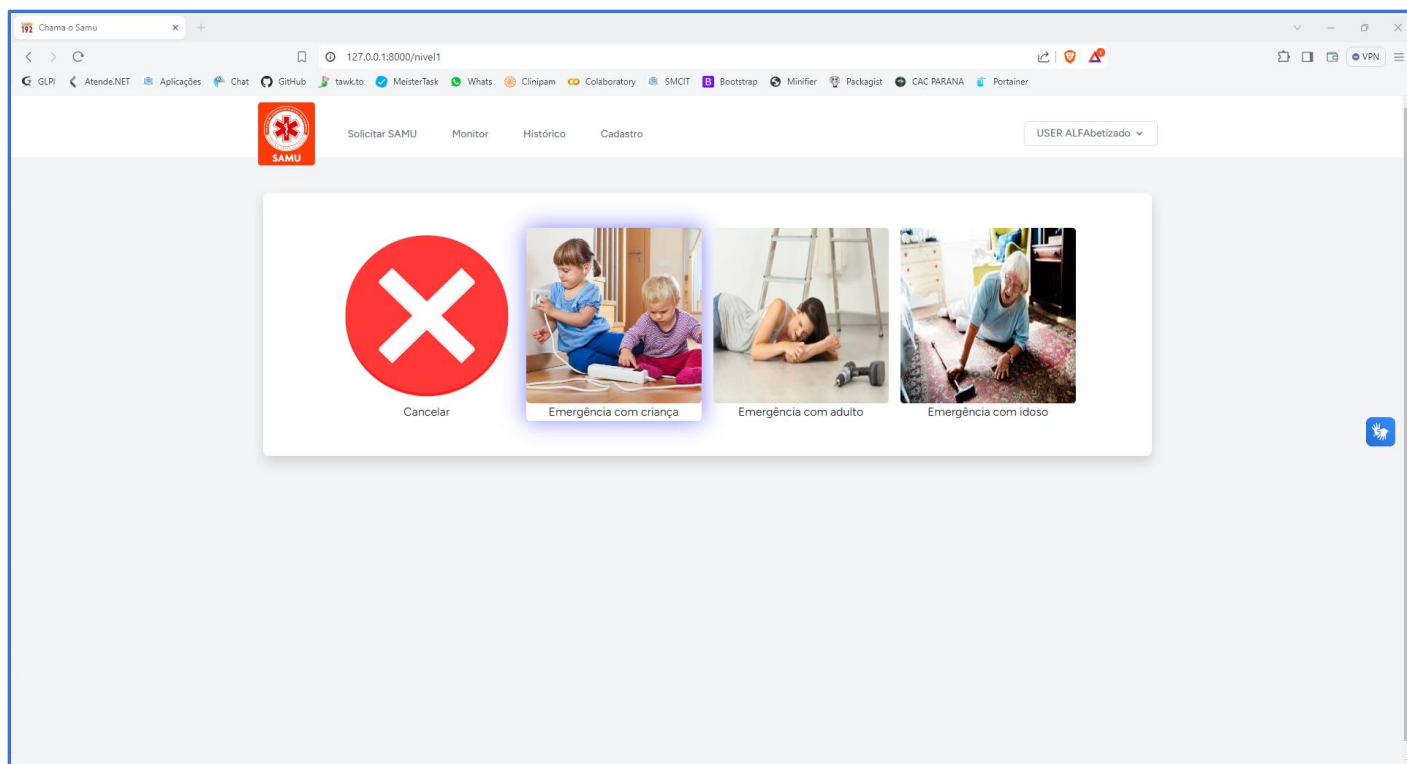 192 Chama o Samu
127.0.0.1:8000/nivel1
VPN
GLPI Atende.NET Aplicações Chat GitHub tawk.to MeisterTask Whats Clinipam Colaboratory SMCIT Bootstrap Minifier Packagist CAC PARANA Portainer
SAMU
Solicitar SAMU Monitor Histórico Cadastro
USER ALFAbetizado
Cancelar
Emergência com criança
Emergência com adulto
Emergência com idoso